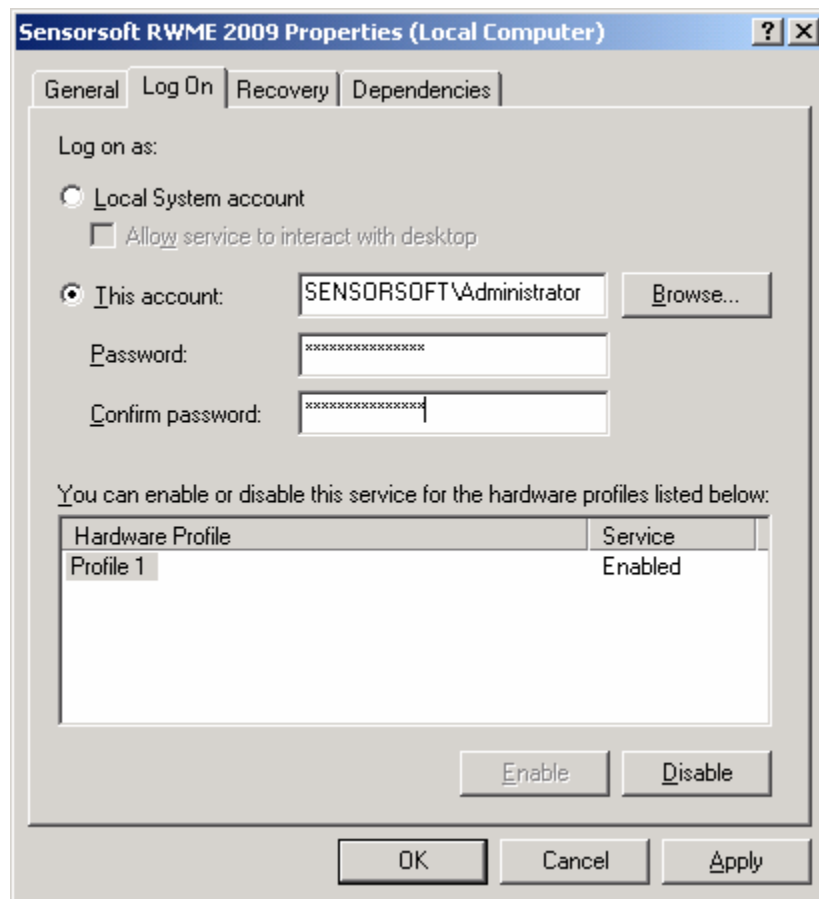 Sensorsoft RWME 2009 Properties (Local Computer) ? X
General Log On Recovery Dependencies
Log on as:
Local System account
Allow service to interact with desktop
This account: SENSORSOFT\Administrator Browse...
Password: ***************
Confirm password: ***************
You can enable or disable this service for the hardware profiles listed below:
Hardware Profile Service
Profile 1 Enabled
Enable Disable
OK Cancel Apply